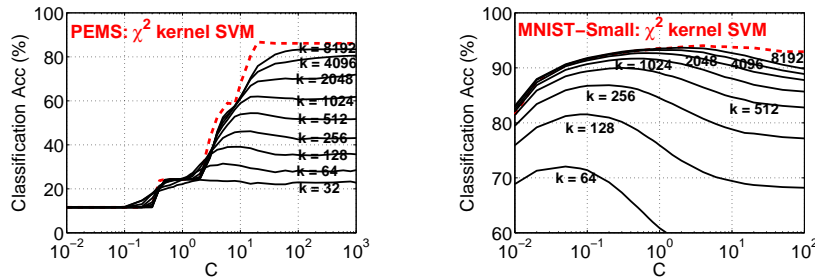 PEMS: χ² kernel SVM
Classification Acc (%)
100
80
60
40
20
0
k = 8192
k = 4096
k = 2048
k = 1024
k = 512
k = 256
k = 128
k = 64
k = 32
10⁻² 10⁻¹ 10⁰ 10¹ 10² 10³
C
MNIST−Small: χ² kernel SVM
Classification Acc (%)
100
90
80
70
60
k = 1024 2048 4096 8192
k = 512
k = 256
k = 128
k = 64
10⁻² 10⁻¹ 10⁰ 10¹ 10²
C